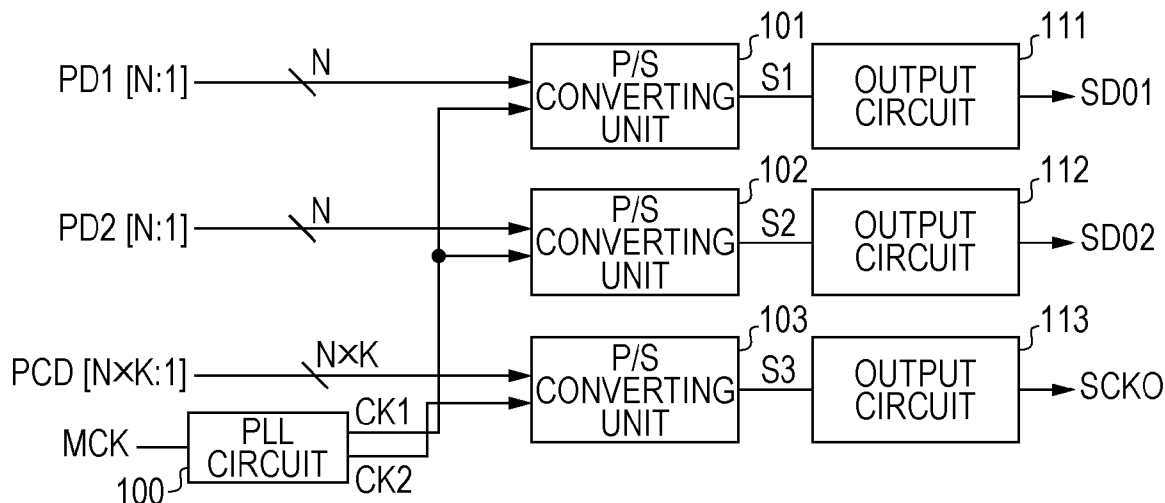 PD1 [N:1]
N
P/S
CONVERTING
UNIT
101
S1
OUTPUT
CIRCUIT
111
SD01
PD2 [N:1]
N
P/S
CONVERTING
UNIT
102
S2
OUTPUT
CIRCUIT
112
SD02
PCD [N×K:1]
N×K
P/S
CONVERTING
UNIT
103
S3
OUTPUT
CIRCUIT
113
SCKO
MCK
PLL
CIRCUIT
100
CK1
CK2